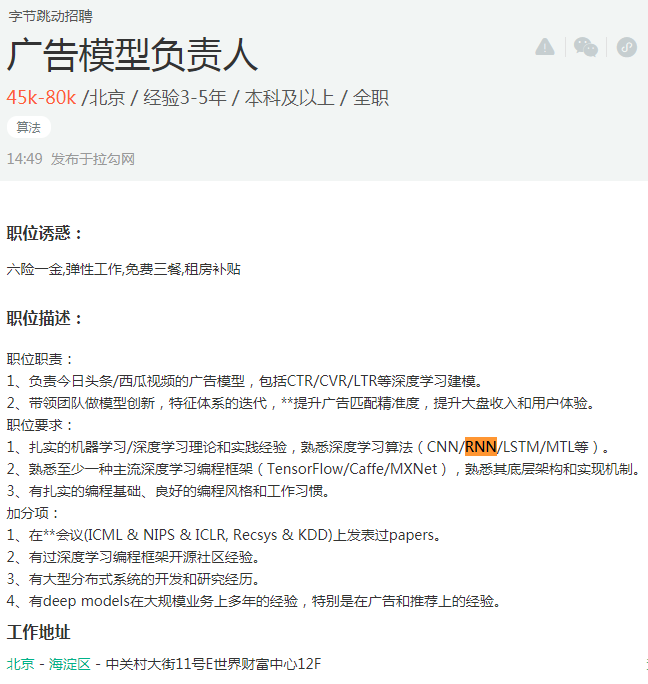 字节跳动招聘
广告模型负责人
45k-80k /北京 / 经验3-5年 / 本科及以上 / 全职
算法
14:49 发布于拉勾网
职位诱惑：
六险一金,弹性工作,免费三餐,租房补贴
职位描述：
职位职责：
1、负责今日头条/西瓜视频的广告模型，包括CTR/CVR/LTR等深度学习建模。
2、带领团队做模型创新，特征体系的迭代，**提升广告匹配精准度，提升大盘收入和用户体验。
职位要求：
1、扎实的机器学习/深度学习理论和实践经验，熟悉深度学习算法（CNN/RNN/LSTM/MTL等）。
2、熟悉至少一种主流深度学习编程框架（TensorFlow/Caffe/MXNet），熟悉其底层架构和实现机制。
3、有扎实的编程基础、良好的编程风格和工作习惯。
加分项：
1、在**会议(ICML & NIPS & ICLR, Recsys & KDD)上发表过papers。
2、有过深度学习编程框架开源社区经验。
3、有大型分布式系统的开发和研究经历。
4、有deep models在大规模业务上多年的经验，特别是在广告和推荐上的经验。
工作地址
北京 - 海淀区 - 中关村大街11号E世界财富中心12F